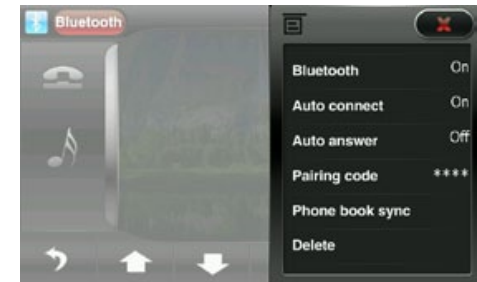 Bluetooth
Bluetooth On
Auto connect On
Auto answer Off
Pairing code ****
Phone book sync
Delete